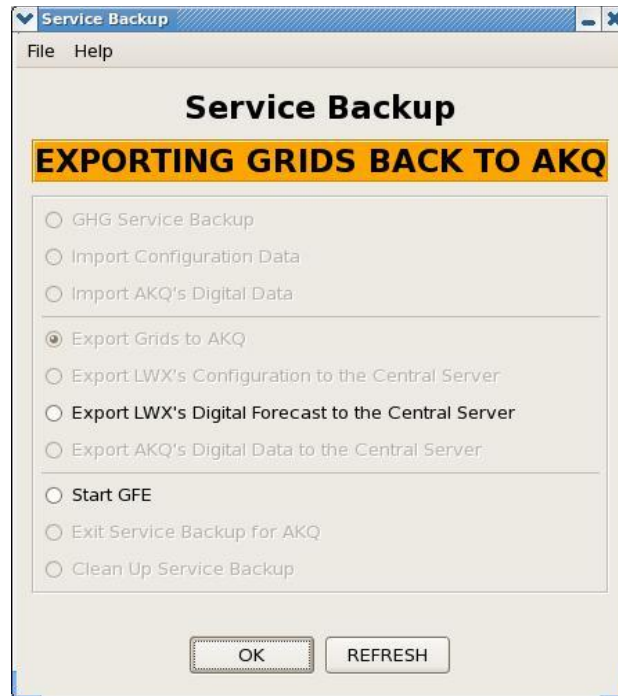 Service Backup
File Help
Service Backup
EXPORTING GRIDS BACK TO AKQ
GHG Service Backup
Import Configuration Data
Import AKQ's Digital Data
Export Grids to AKQ
Export LWX's Configuration to the Central Server
Export LWX's Digital Forecast to the Central Server
Export AKQ's Digital Data to the Central Server
Start GFE
Exit Service Backup for AKQ
Clean Up Service Backup
OK REFRESH